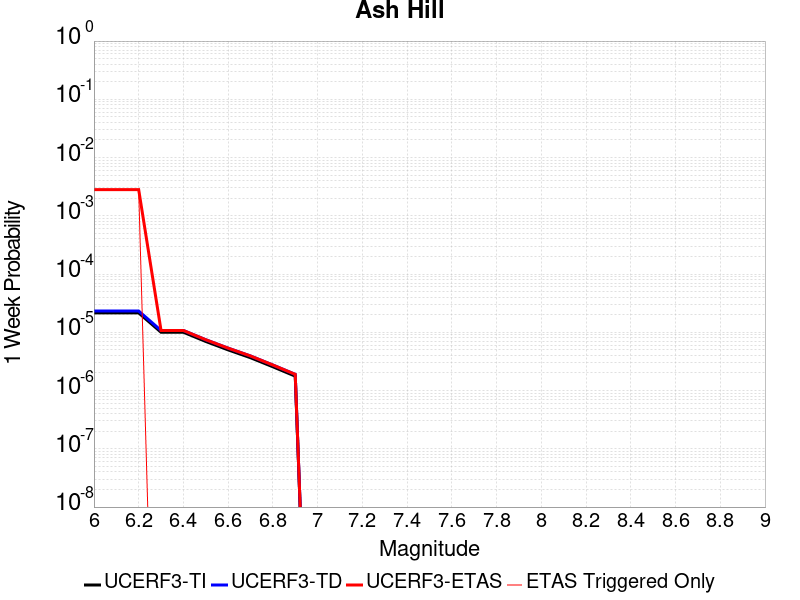 Ash Hill
10^0
10^-1
10^-2
10^-3
10^-4
10^-5
10^-6
10^-7
10^-8
1 Week Probability
6 6.2 6.4 6.6 6.8 7 7.2 7.4 7.6 7.8 8 8.2 8.4 8.6 8.8 9
Magnitude
UCERF3-TI UCERF3-TD UCERF3-ETAS ETAS Triggered Only